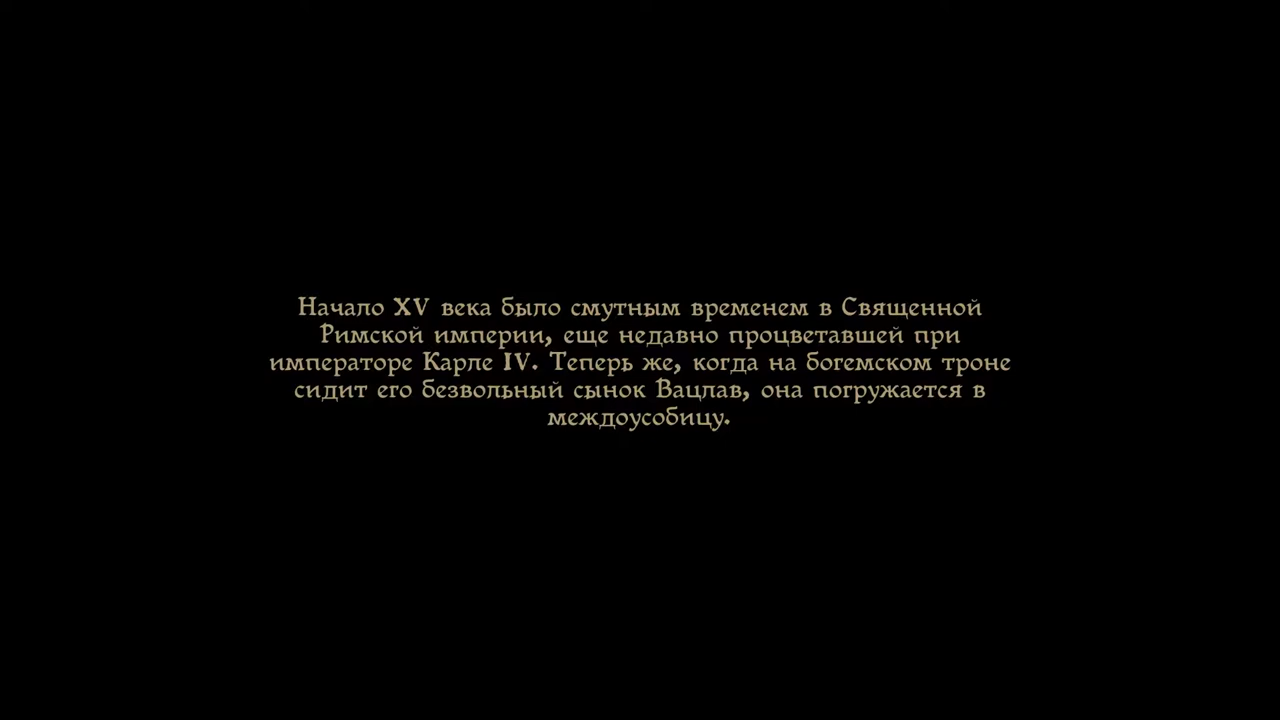 Начало XV века было смутным временем в Священной
Римской империи, еще недавно процветавшей при
императоре Карле IV. Теперь же, когда на богемском троне
сидит его безвольный сынок Вацлав, она погружается в
междоусобицу.